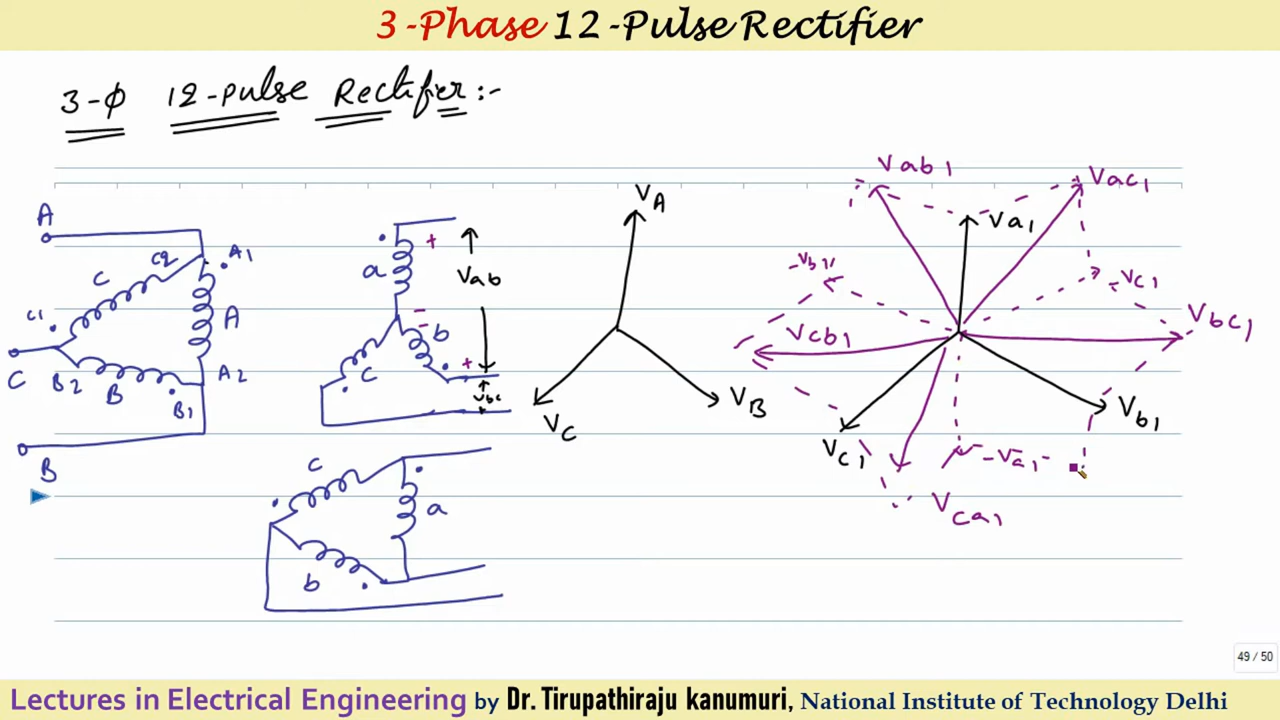 3-Phase 12-Pulse Rectifier
3-ϕ 12-pulse Rectifier :-
A
C1
C
C2
A1
A
C
B2
B
B1
A2
B
a
+
-
b
+
c
Vab
Vbc
c
a
b
VA
VB
VC
Vab1
Vac1
Va1
-Vb1
-Vc1
Vbc1
Vcb1
Vb1
Vc1
-Va1
Vca1
49 / 50
Lectures in Electrical Engineering by Dr. Tirupathiraju kanumuri, National Institute of Technology Delhi